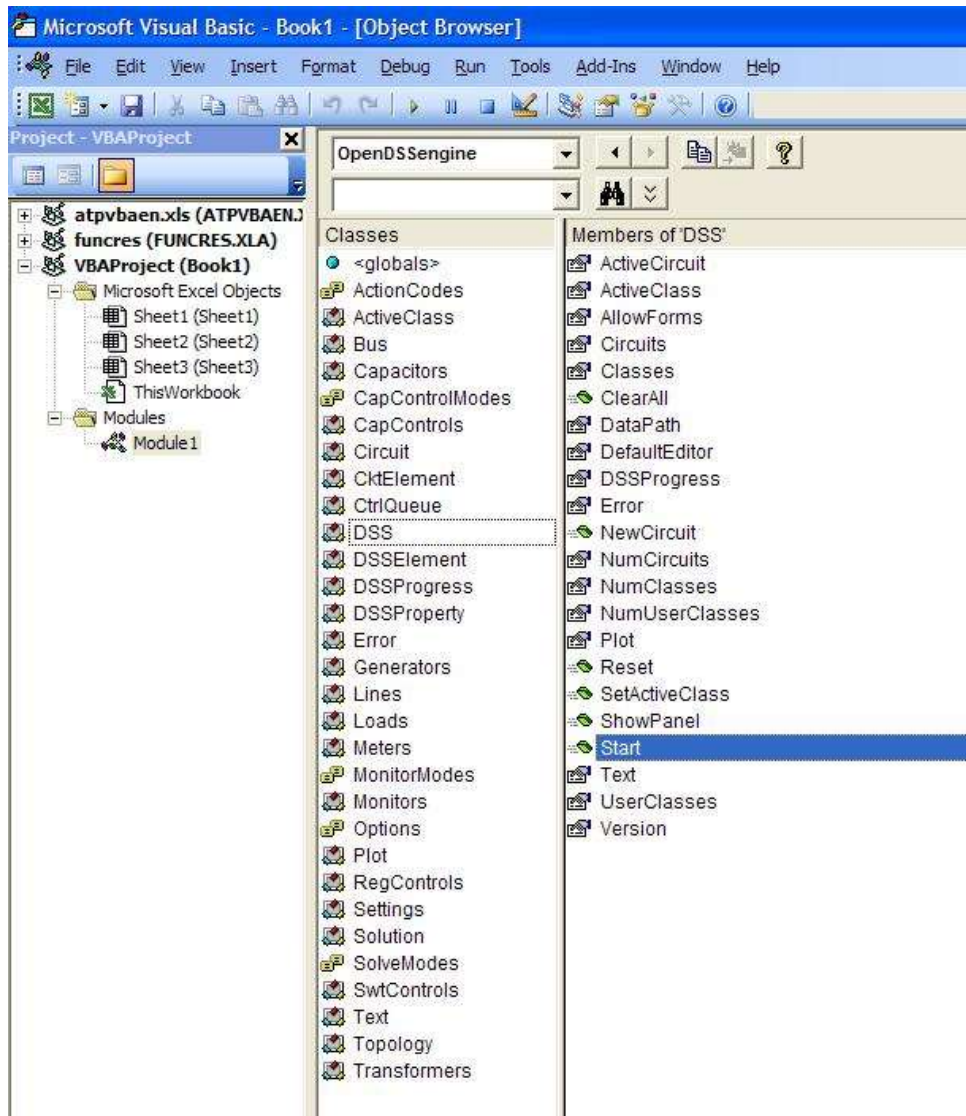 Microsoft Visual Basic - Book1 - [Object Browser]
File Edit View Insert Format Debug Run Tools Add-Ins Window Help
Project - VBAProject
atpvbaen.xls (ATPVBAEN.X
funcres (FUNCRES.XLA)
VBAProject (Book1)
Microsoft Excel Objects
Sheet1 (Sheet1)
Sheet2 (Sheet2)
Sheet3 (Sheet3)
ThisWorkbook
Modules
Module1
OpenDSSengine
Classes
<globals>
ActionCodes
ActiveClass
Bus
Capacitors
CapControlModes
CapControls
Circuit
CktElement
CtrlQueue
DSS
DSSElement
DSSProgress
DSSProperty
Error
Generators
Lines
Loads
Meters
MonitorModes
Monitors
Options
Plot
RegControls
Settings
Solution
SolveModes
SwtControls
Text
Topology
Transformers
Members of 'DSS'
ActiveCircuit
ActiveClass
AllowForms
Circuits
Classes
ClearAll
DataPath
DefaultEditor
DSSProgress
Error
NewCircuit
NumCircuits
NumClasses
NumUserClasses
Plot
Reset
SetActiveClass
ShowPanel
Start
Text
UserClasses
Version